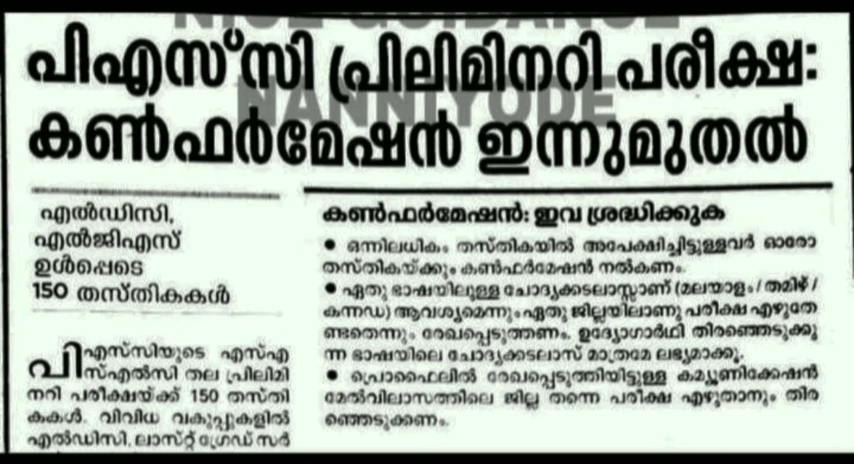 NICE GUIDANCE
NANNIYODE
പിഎസ്‌സി പ്രിലിമിനറി പരീക്ഷ:
കൺഫർമേഷൻ ഇന്നുമുതൽ
എൽഡിസി,
എൽജിഎസ്
ഉൾപ്പെടെ
150 തസ്തികകൾ
പിഎസ്‌സിയുടെ എസ്എ
സ്എൽസി തല പ്രിലിമി
നറി പരീക്ഷയ്ക്ക് 150 തസ്തി
കകൾ. വിവിധ വകുപ്പുകളിൽ
എൽഡിസി, ലാസ്റ്റ് ഗ്രേഡ് സർ
കൺഫർമേഷൻ: ഇവ ശ്രദ്ധിക്കുക
● ഒന്നിലധികം തസ്തികയിൽ അപേക്ഷിച്ചിട്ടുള്ളവർ ഓരോ
തസ്തികയ്ക്കും കൺഫർമേഷൻ നൽകണം.
● ഏതു ഭാഷയിലുള്ള ചോദ്യക്കടലാസ്സാണ് (മലയാളം / തമിഴ് /
കന്നഡ) ആവശ്യമെന്നും ഏതു ജില്ലയിലാണു പരീക്ഷ എഴുതേ
ണ്ടതെന്നും രേഖപ്പെടുത്തണം. ഉദ്യോഗാർഥി തിരഞ്ഞെടുക്കു
ന്ന ഭാഷയിലെ ചോദ്യക്കടലാസ് മാത്രമേ ലഭ്യമാക്കൂ.
● പ്രൊഫൈലിൽ രേഖപ്പെടുത്തിയിട്ടുള്ള കമ്യൂണിക്കേഷൻ
മേൽവിലാസത്തിലെ ജില്ല തന്നെ പരീക്ഷ എഴുതാനും തിര
ഞ്ഞെടുക്കണം.